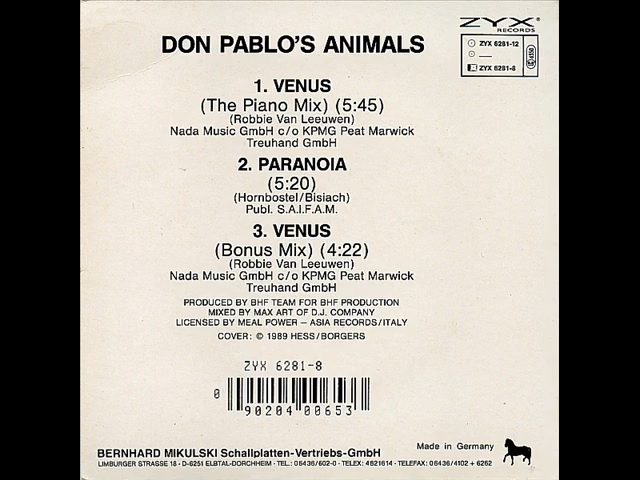 ZYX®
RECORDS
DON PABLO'S ANIMALS
ZYX 6281-12
ZYX 6281-8
1. VENUS
(The Piano Mix) (5:45)
(Robbie Van Leeuwen)
Nada Music GmbH c/o KPMG Peat Marwick
Treuhand GmbH
2. PARANOIA
(5:20)
(Hornbostel/Bisiach)
Publ. S.A.I.F.A.M.
3. VENUS
(Bonus Mix) (4:22)
(Robbie Van Leeuwen)
Nada Music GmbH c/o KPMG Peat Marwick
Treuhand GmbH
PRODUCED BY BHF TEAM FOR BHF PRODUCTION
MIXED BY MAX ART OF D.J. COMPANY
LICENSED BY MEAL POWER – ASIA RECORDS/ITALY
COVER: © 1989 HESS/BORGERS
ZYX 6281-8
0 90204 00653
Made in Germany
BERNHARD MIKULSKI Schallplatten-Vertriebs-GmbH
LIMBURGER STRASSE 18 · D-6251 ELBTAL-DORCHHEIM · TEL.: 06436/602-0 · TELEX: 4821614 · TELEFAX: 06436/4102 + 6262